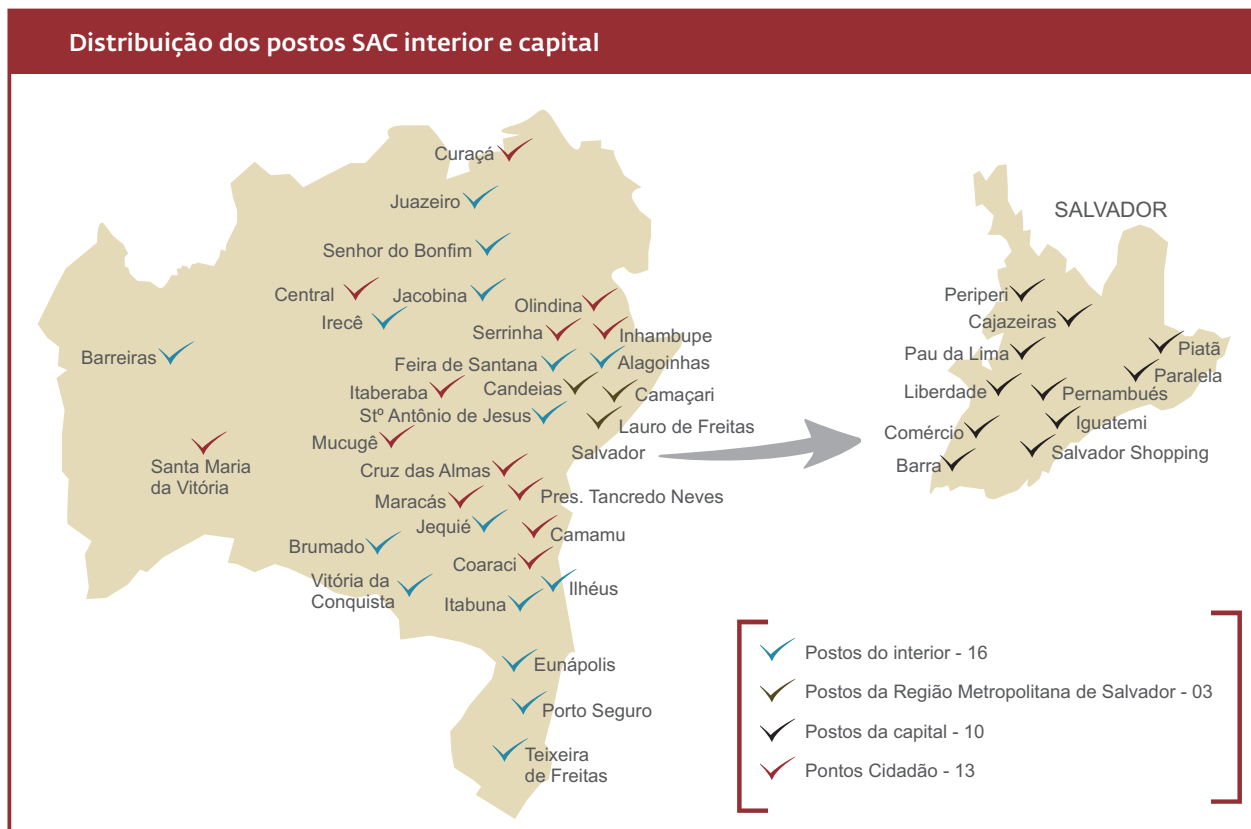 Distribuição dos postos SAC interior e capital
Curaçá
Juazeiro
Senhor do Bonfim
Central
Jacobina
Olindina
Irecê
Serrinha
Inhambupe
Barreiras
Feira de Santana
Alagoinhas
Itaberaba
Candeias
Camaçari
Stº Antônio de Jesus
Lauro de Freitas
Mucugê
Salvador
Santa Maria
da Vitória
Cruz das Almas
Maracás
Pres. Tancredo Neves
Jequié
Camamu
Brumado
Coaraci
Vitória da
Conquista
Itabuna
Ilhéus
Eunápolis
Porto Seguro
Teixeira
de Freitas
SALVADOR
Periperi
Cajazeiras
Pau da Lima
Piatã
Paralela
Liberdade
Pernambués
Comércio
Iguatemi
Barra
Salvador Shopping
Postos do interior - 16
Postos da Região Metropolitana de Salvador - 03
Postos da capital - 10
Pontos Cidadão - 13